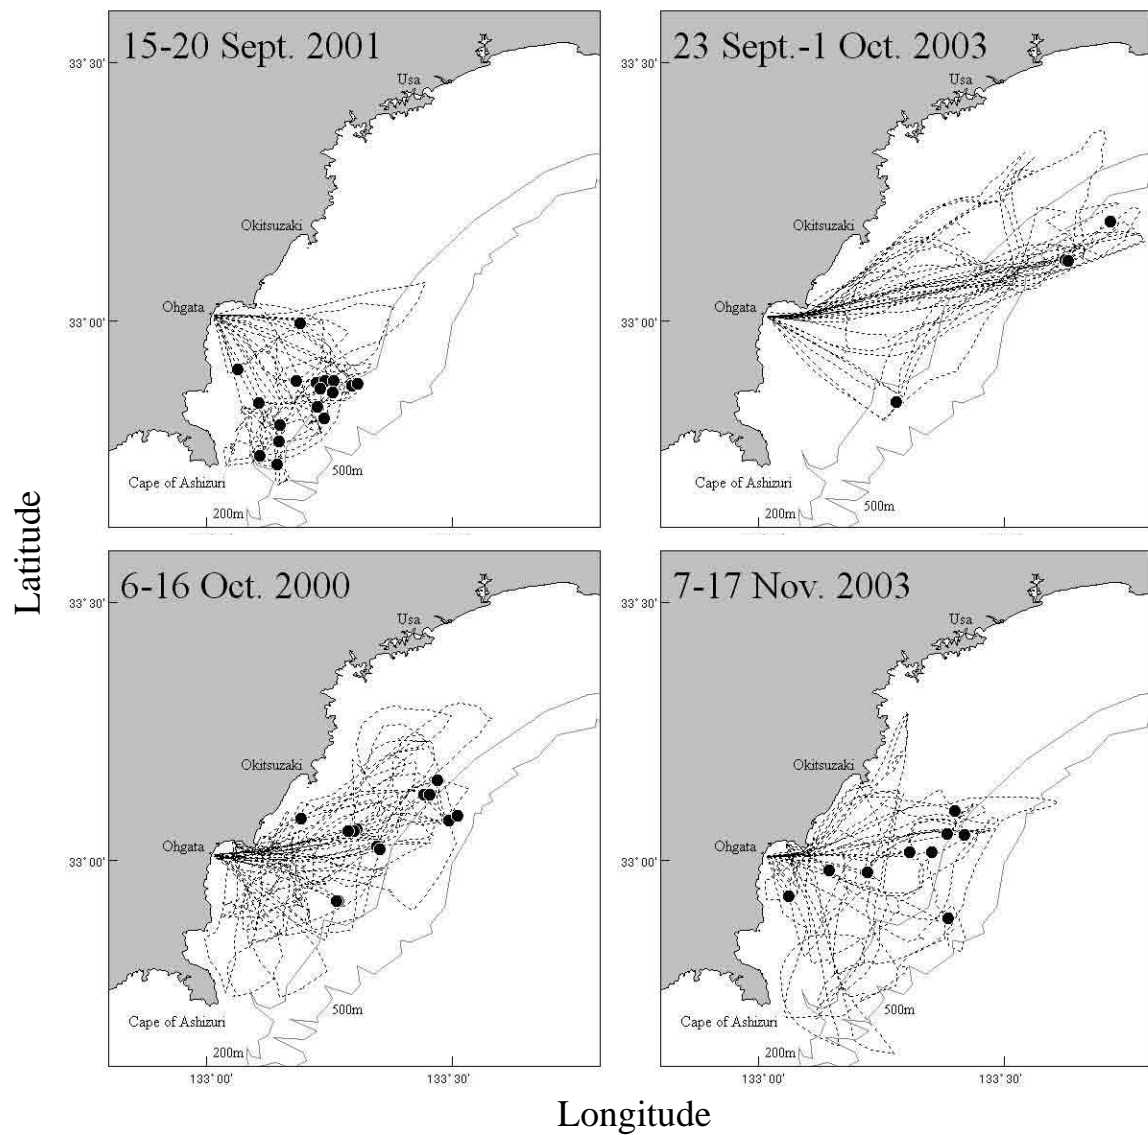 15-20 Sept. 2001
23 Sept.-1 Oct. 2003
33° 30'
Usa
33° 30'
Usa
Okitsuzaki
Okitsuzaki
Ohgata
Ohgata
33° 00'
33° 00'
500m
Cape of Ashizuri
Cape of Ashizuri
500m
200m
200m
Latitude
6-16 Oct. 2000
7-17 Nov. 2003
33° 30'
33° 30'
Usa
Usa
Okitsuzaki
Okitsuzaki
Ohgata
Ohgata
33° 00'
33° 00'
500m
500m
Cape of Ashizuri
Cape of Ashizuri
200m
200m
133° 00'
133° 30'
133° 00'
133° 30'
Longitude